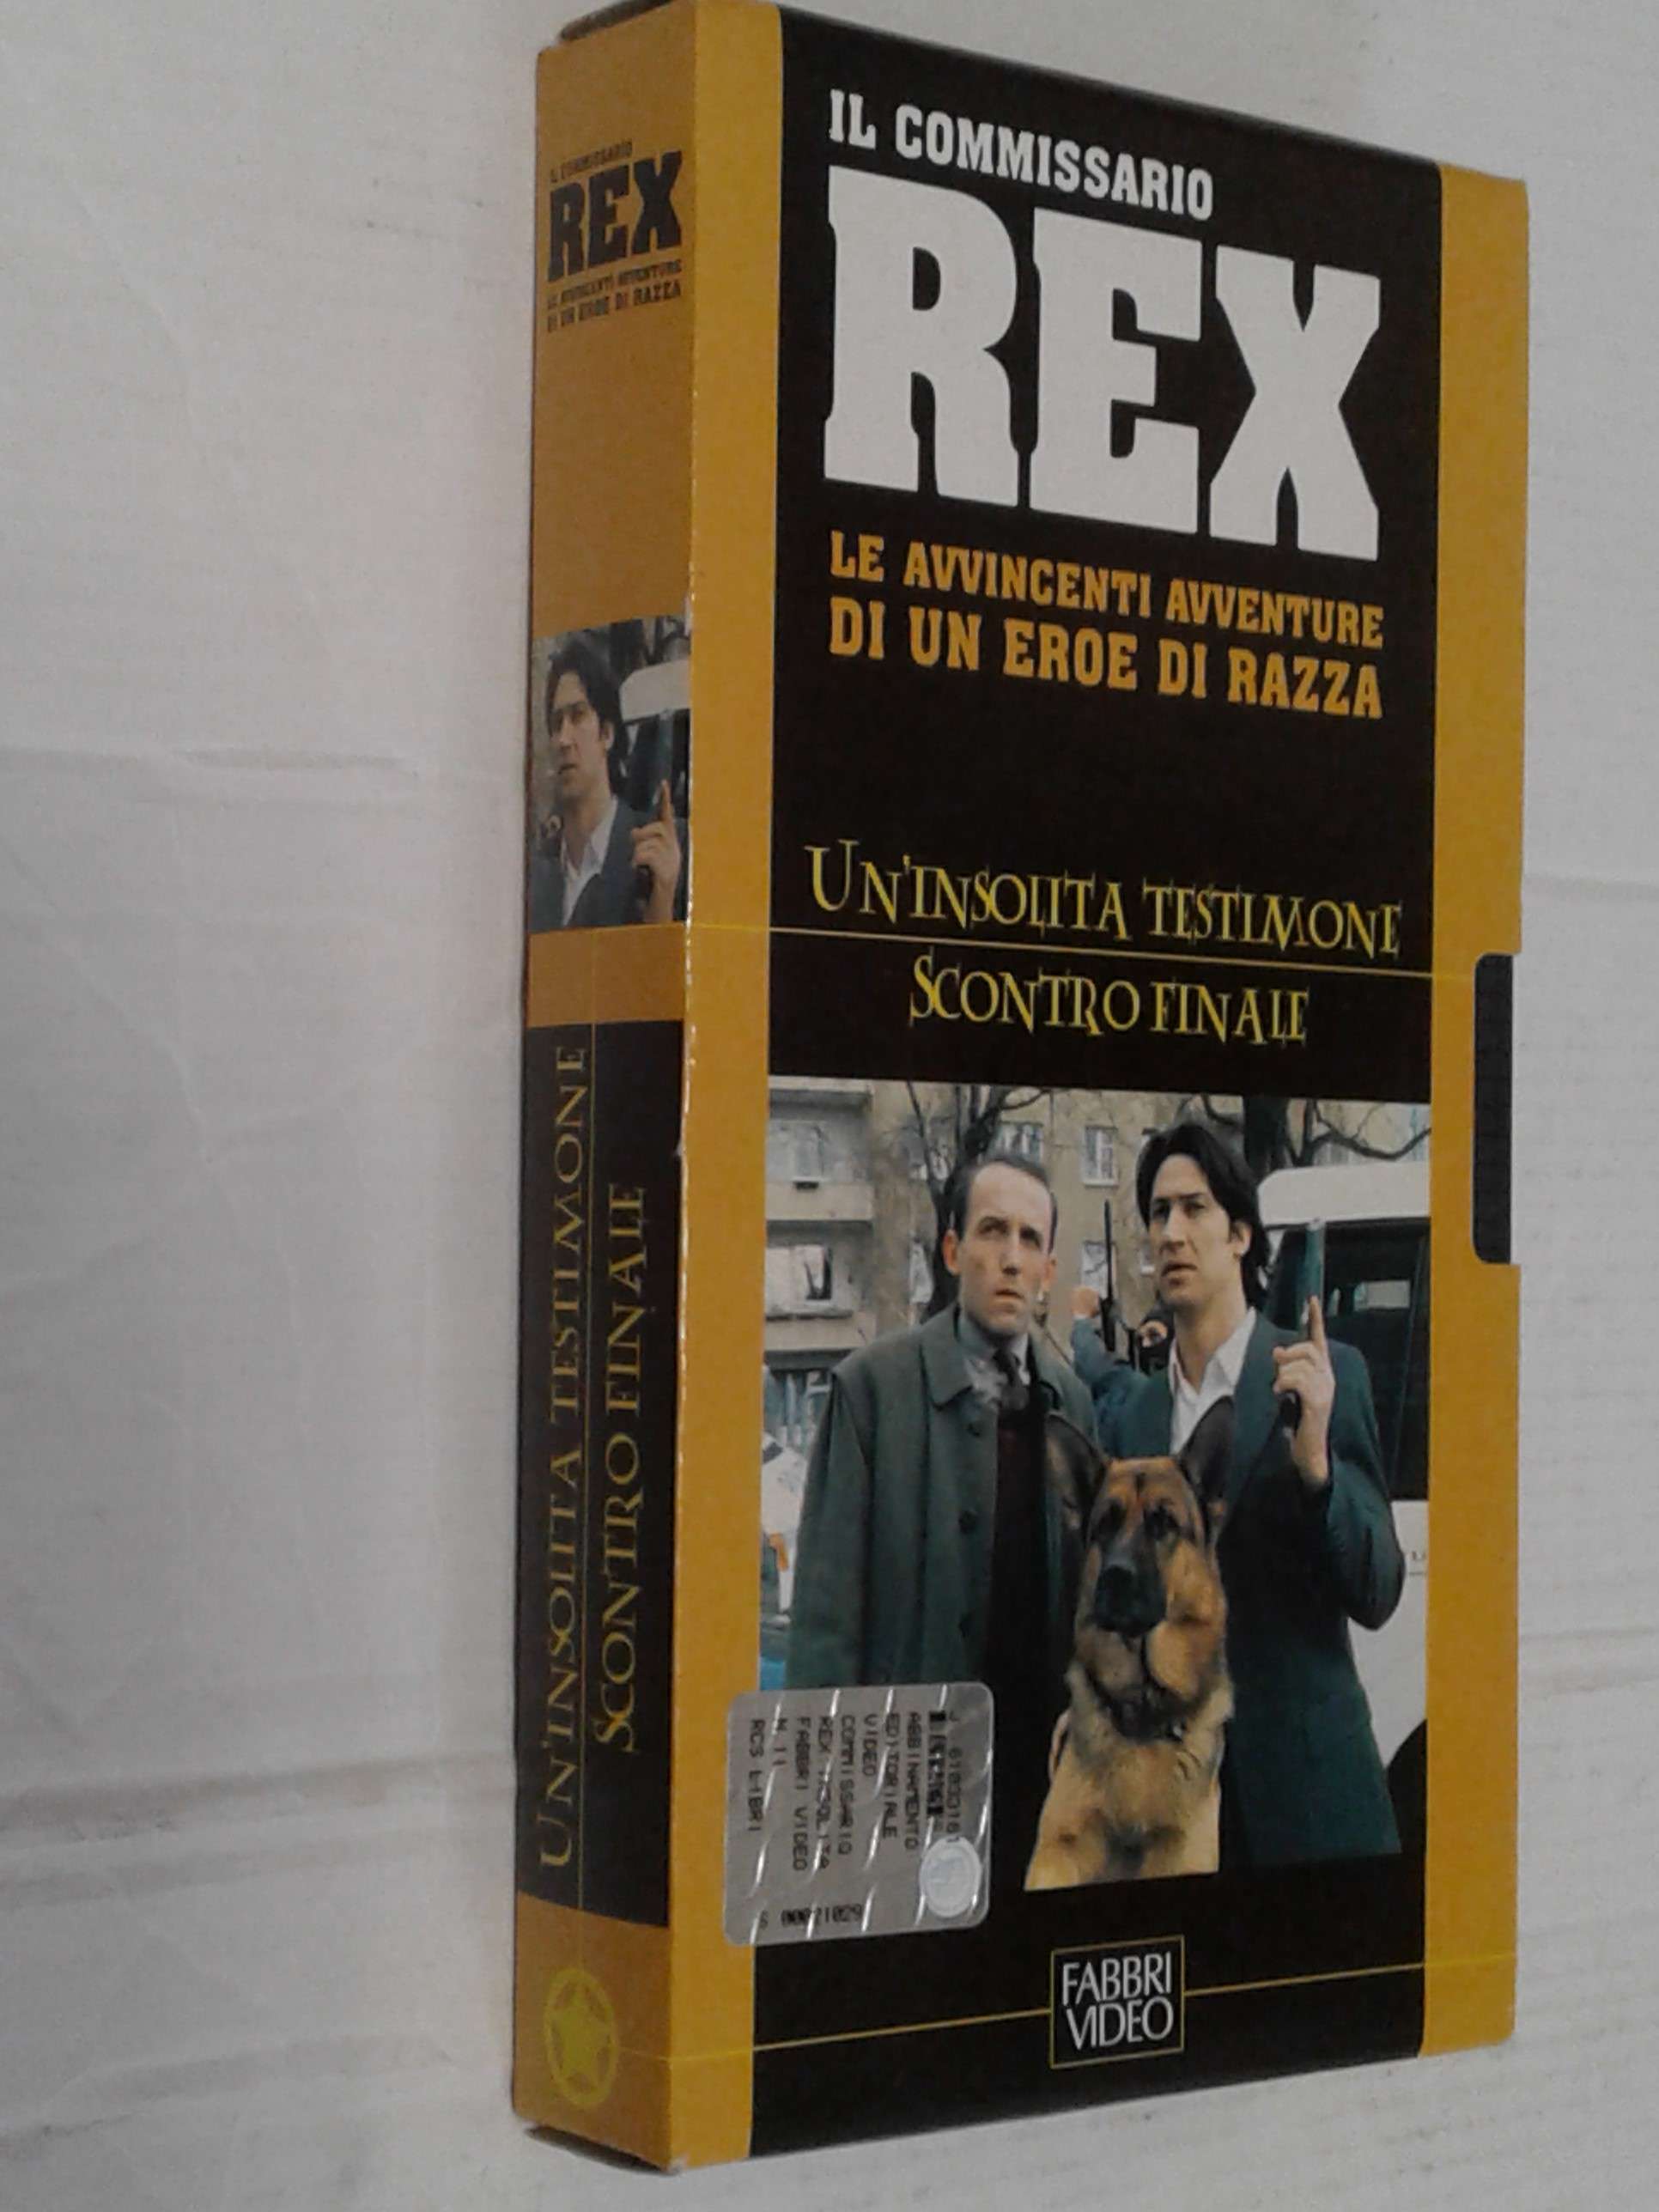 IL COMMISSARIO
REX
LE AVVINCENTI AVVENTURE
DI UN EROE DI RAZZA
UN'INSOLITA TESTIMONE
SCONTRO FINALE
IL COMMISSARIO
REX
LE AVVINCENTI AVVENTURE
DI UN EROE DI RAZZA
UN'INSOLITA TESTIMONE
SCONTRO FINALE
ABBINAMENTO
EDITORIALE
VIDEO
COMMISSARIO
REX INSOLITA
FABBRI VIDEO
N.11
RCS LIBRI
FABBRI
VIDEO